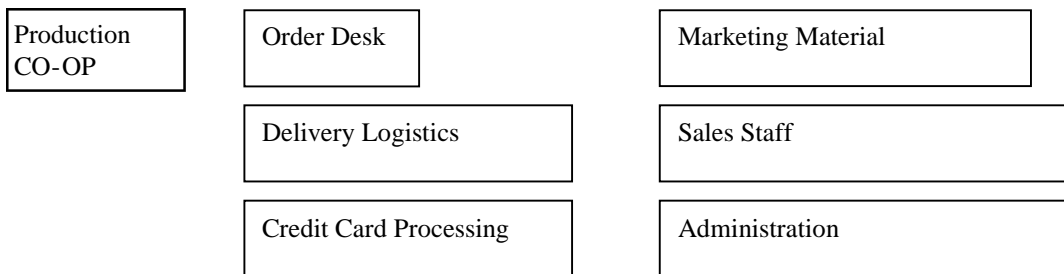 Production
CO-OP
Order Desk
Marketing Material
Delivery Logistics
Sales Staff
Credit Card Processing
Administration